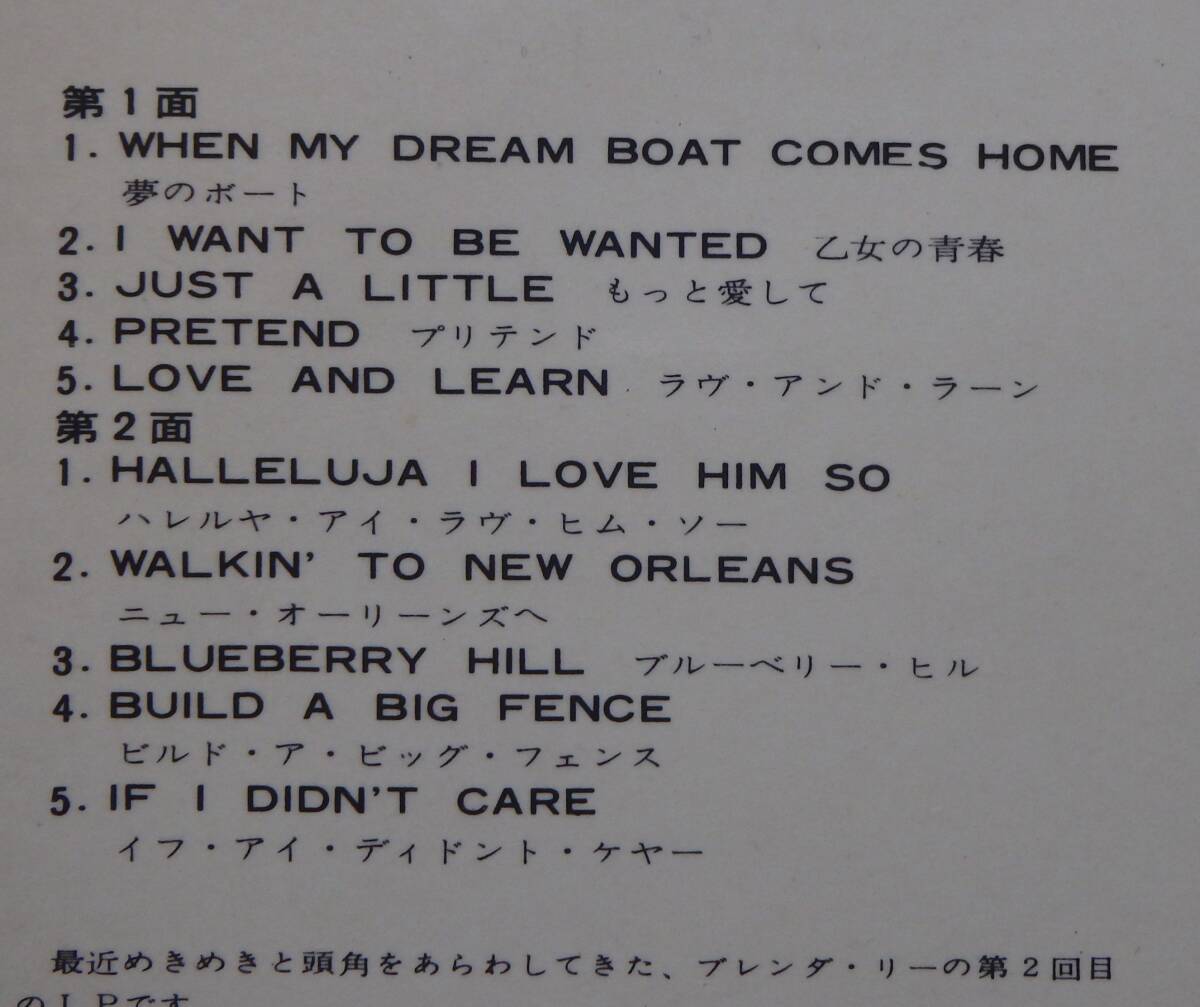 第1面
1. WHEN MY DREAM BOAT COMES HOME
夢のボート
2. I WANT TO BE WANTED 乙女の青春
3. JUST A LITTLE もっと愛して
4. PRETEND プリテンド
5. LOVE AND LEARN ラヴ・アンド・ラーン
第2面
1. HALLELUJA I LOVE HIM SO
ハレルヤ・アイ・ラヴ・ヒム・ソー
2. WALKIN' TO NEW ORLEANS
ニュー・オーリーンズへ
3. BLUEBERRY HILL ブルーベリー・ヒル
4. BUILD A BIG FENCE
ビルド・ア・ビッグ・フェンス
5. IF I DIDN'T CARE
イフ・アイ・ディドント・ケヤー
最近めきめきと頭角をあらわしてきた、ブレンダ・リーの第2回目
のLPです